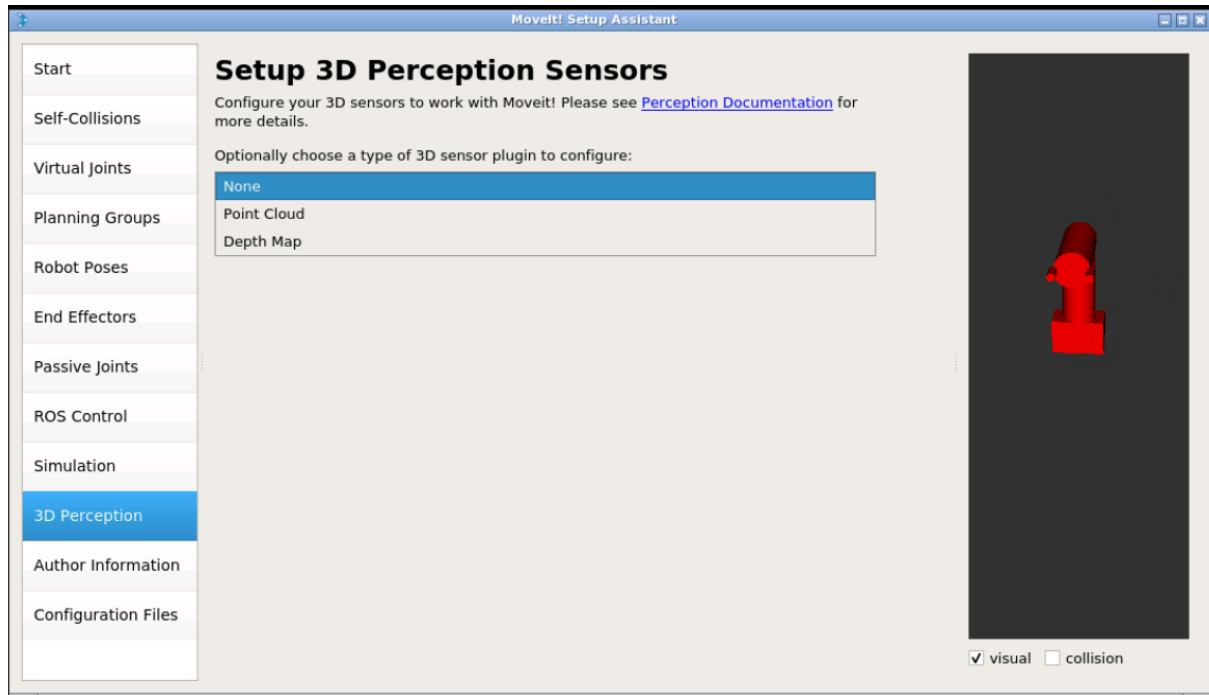 MoveIt! Setup Assistant
Start
Self-Collisions
Virtual Joints
Planning Groups
Robot Poses
End Effectors
Passive Joints
ROS Control
Simulation
3D Perception
Author Information
Configuration Files
Setup 3D Perception Sensors
Configure your 3D sensors to work with Moveit! Please see Perception Documentation for
more details.
Optionally choose a type of 3D sensor plugin to configure:
None
Point Cloud
Depth Map
visual collision